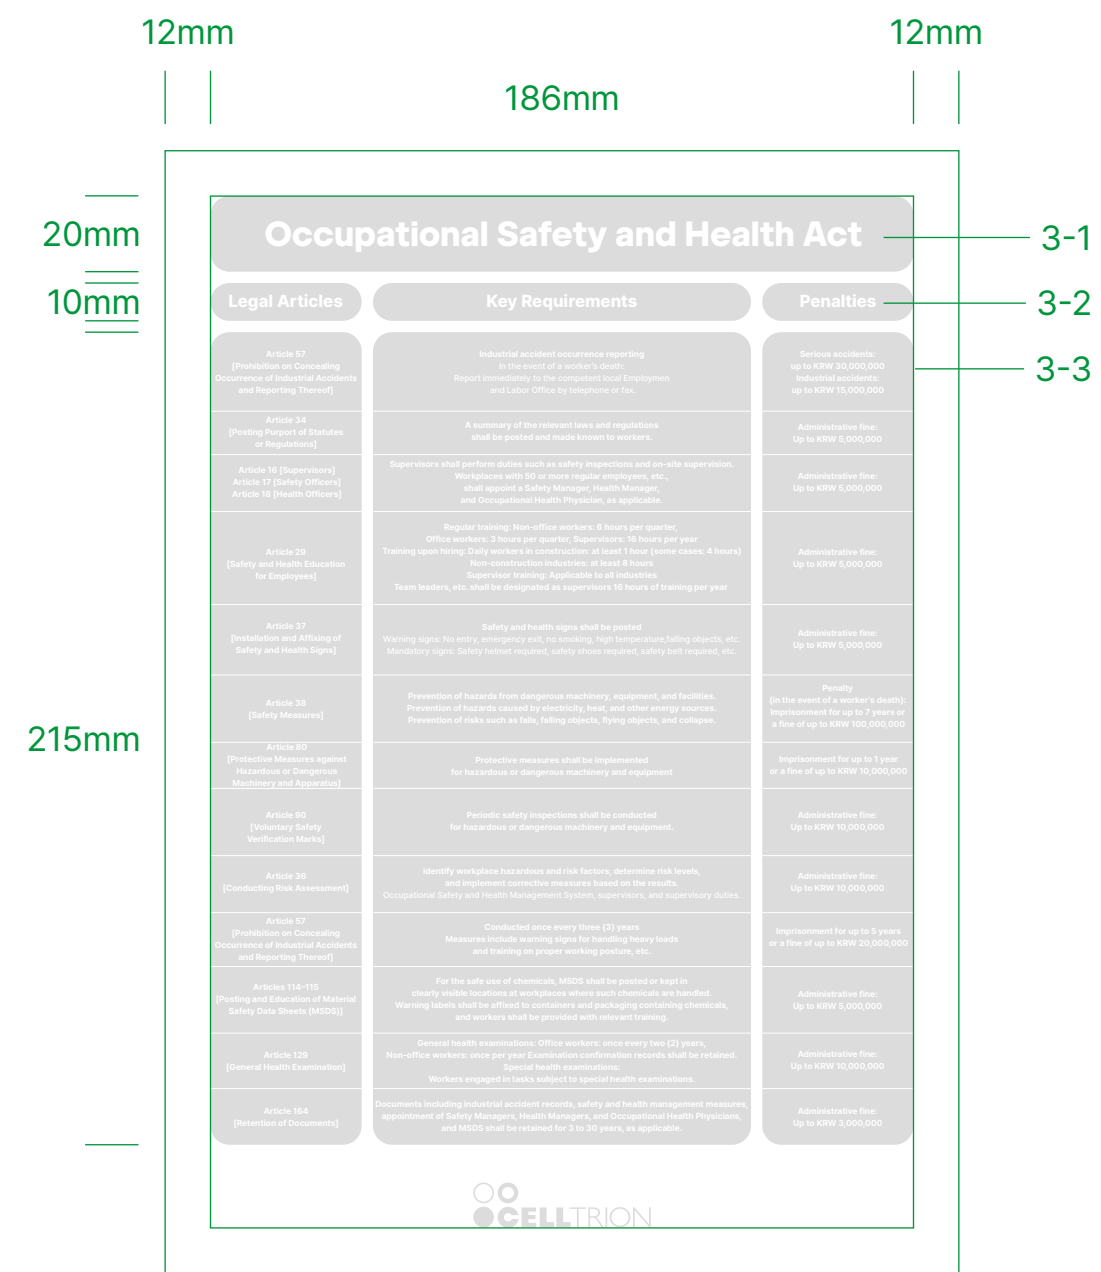 12mm
12mm
186mm
20mm
Occupational Safety and Health Act
3-1
10mm
Legal Articles
Key Requirements
Penalties
3-2
3-3
Article 57
[Prohibition on Concealing
Occurrence of Industrial Accidents
and Reporting Thereof]
Industrial accident occurrence reporting
In the event of a worker's death:
Report immediately to the competent local Employmen
and Labor Office by telephone or fax.
Serious accidents:
up to KRW 30,000,000
Industrial accidents:
up to KRW 15,000,000
Article 34
[Posting Purport of Statutes
or Regulations]
A summary of the relevant laws and regulations
shall be posted and made known to workers.
Administrative fine:
Up to KRW 5,000,000
Article 16 [Supervisors]
Article 17 [Safety Officers]
Article 18 [Health Officers]
Supervisors shall perform duties such as safety inspections and on-site supervision.
Workplaces with 50 or more regular employees, etc.,
shall appoint a Safety Manager, Health Manager,
and Occupational Health Physician, as applicable.
Administrative fine:
Up to KRW 5,000,000
Article 29
[Safety and Health Education
for Employees]
Regular training: Non-office workers: 6 hours per quarter,
Office workers: 3 hours per quarter, Supervisors: 16 hours per year
Training upon hiring: Daily workers in construction: at least 1 hour (some cases: 4 hours)
Non-construction industries: at least 8 hours
Supervisor training: Applicable to all industries
Team leaders, etc. shall be designated as supervisors 16 hours of training per year
Administrative fine:
Up to KRW 5,000,000
Article 37
[Installation and Affixing of
Safety and Health Signs]
Safety and health signs shall be posted
Warning signs: No entry, emergency exit, no smoking, high temperature,falling objects, etc.
Mandatory signs: Safety helmet required, safety shoes required, safety belt required, etc.
Administrative fine:
Up to KRW 5,000,000
215mm
Article 38
[Safety Measures]
Prevention of hazards from dangerous machinery, equipment, and facilities.
Prevention of hazards caused by electricity, heat, and other energy sources.
Prevention of risks such as falls, falling objects, flying objects, and collapse.
Penalty
(in the event of a worker's death):
Imprisonment for up to 7 years or
a fine of up to KRW 100,000,000
Article 80
[Protective Measures against
Hazardous or Dangerous
Machinery and Apparatus]
Protective measures shall be implemented
for hazardous or dangerous machinery and equipment
Imprisonment for up to 1 year
or a fine of up to KRW 10,000,000
Article 90
[Voluntary Safety
Verification Marks]
Periodic safety inspections shall be conducted
for hazardous or dangerous machinery and equipment.
Administrative fine:
Up to KRW 10,000,000
Article 36
[Conducting Risk Assessment]
Identify workplace hazardous and risk factors, determine risk levels,
and implement corrective measures based on the results.
Occupational Safety and Health Management System, supervisors, and supervisory duties.
Administrative fine:
Up to KRW 10,000,000
Article 57
[Prohibition on Concealing
Occurrence of Industrial Accidents
and Reporting Thereof]
Conducted once every three (3) years
Measures include warning signs for handling heavy loads
and training on proper working posture, etc.
Imprisonment for up to 5 years
or a fine of up to KRW 20,000,000
Articles 114–115
[Posting and Education of Material
Safety Data Sheets (MSDS)]
For the safe use of chemicals, MSDS shall be posted or kept in
clearly visible locations at workplaces where such chemicals are handled.
Warning labels shall be affixed to containers and packaging containing chemicals,
and workers shall be provided with relevant training.
Administrative fine:
Up to KRW 5,000,000
Article 129
[General Health Examination]
General health examinations: Office workers: once every two (2) years,
Non-office workers: once per year Examination confirmation records shall be retained.
Special health examinations:
Workers engaged in tasks subject to special health examinations.
Administrative fine:
Up to KRW 10,000,000
Article 164
[Retention of Documents]
Documents including industrial accident records, safety and health management measures,
appointment of Safety Managers, Health Managers, and Occupational Health Physicians,
and MSDS shall be retained for 3 to 30 years, as applicable.
Administrative fine:
Up to KRW 3,000,000
CELLTRION